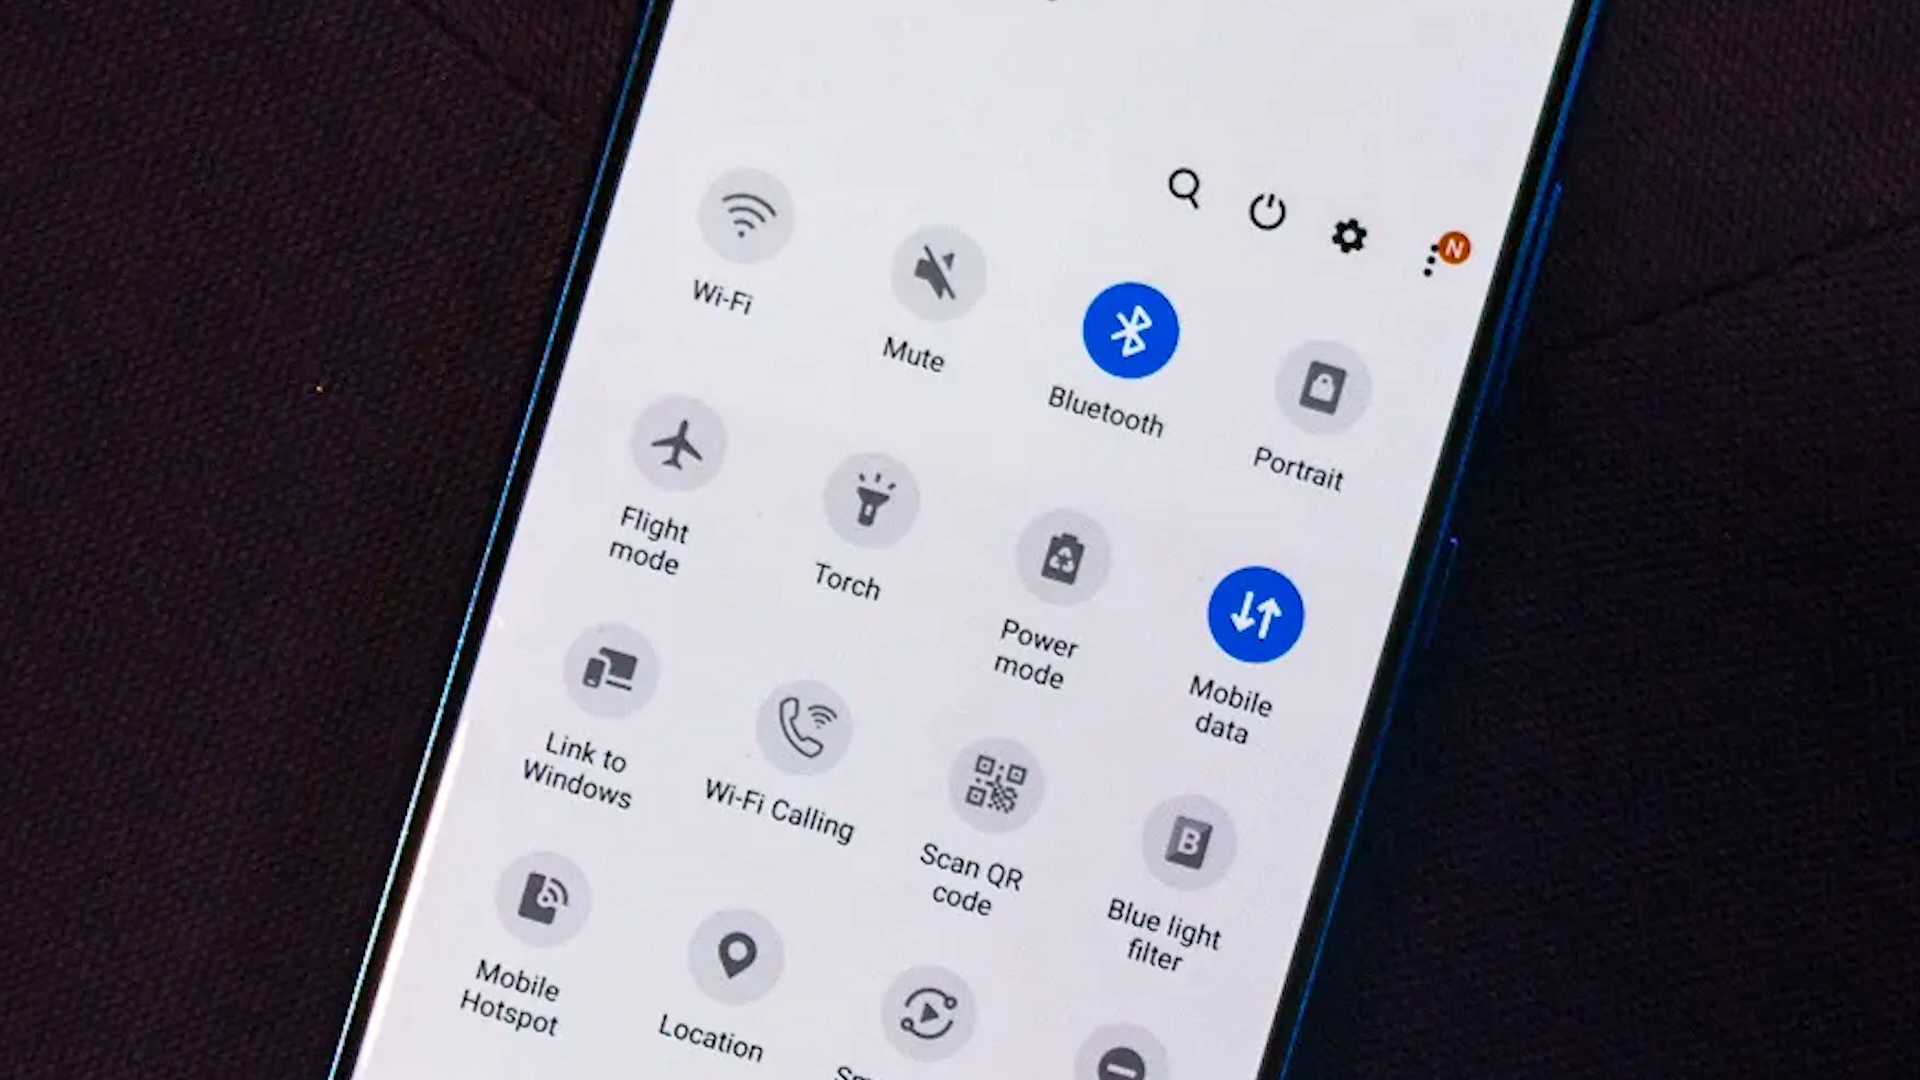 N
Wi-Fi
Mute
Bluetooth
Portrait
Flight
mode
Torch
Power
mode
Mobile
data
Link to
Windows
Wi-Fi Calling
Scan QR
code
B
Blue light
filter
Mobile
Hotspot
Location